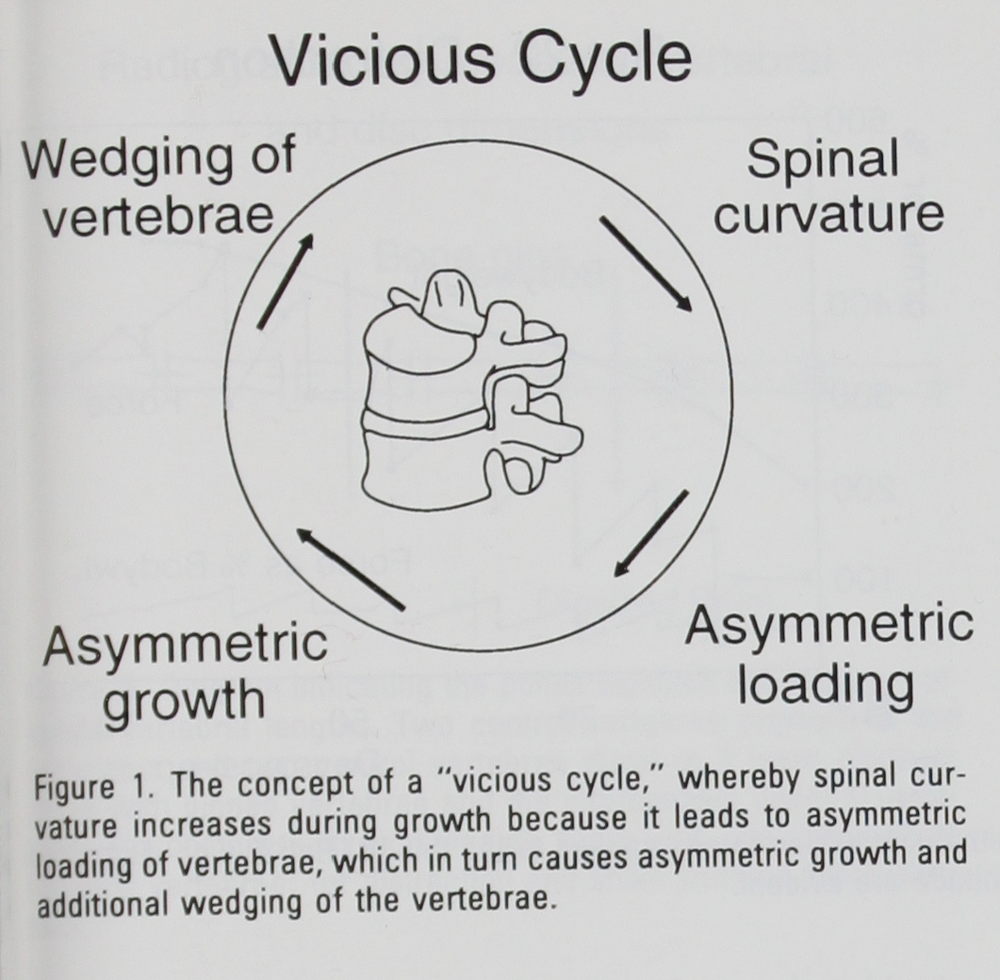 Vicious Cycle
Wedging of
vertebrae
Spinal
curvature
Asymmetric
growth
Asymmetric
loading
Figure 1. The concept of a “vicious cycle,” whereby spinal cur-
vature increases during growth because it leads to asymmetric
loading of vertebrae, which in turn causes asymmetric growth and
additional wedging of the vertebrae.